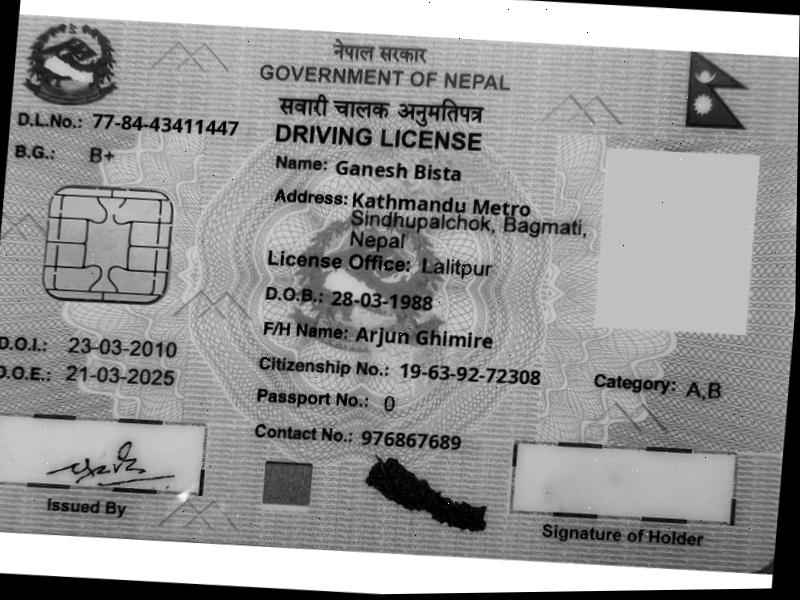 नेपाल सरकार
GOVERNMENT OF NEPAL
सवारी चालक अनुमतिपत्र
DRIVING LICENSE
D.L.No.: 77-84-43411447
B.G.: B+
Name: Ganesh Bista
Address: Kathmandu Metro
Sindhupalchok, Bagmati,
Nepal
License Office: Lalitpur
D.O.B.: 28-03-1988
F/H Name: Arjun Ghimire
D.O.I.: 23-03-2010
D.O.E.: 21-03-2025
Citizenship No.: 19-63-92-72308
Category: A,B
Passport No.: 0
Contact No.: 976867689
Issued By
Signature of Holder